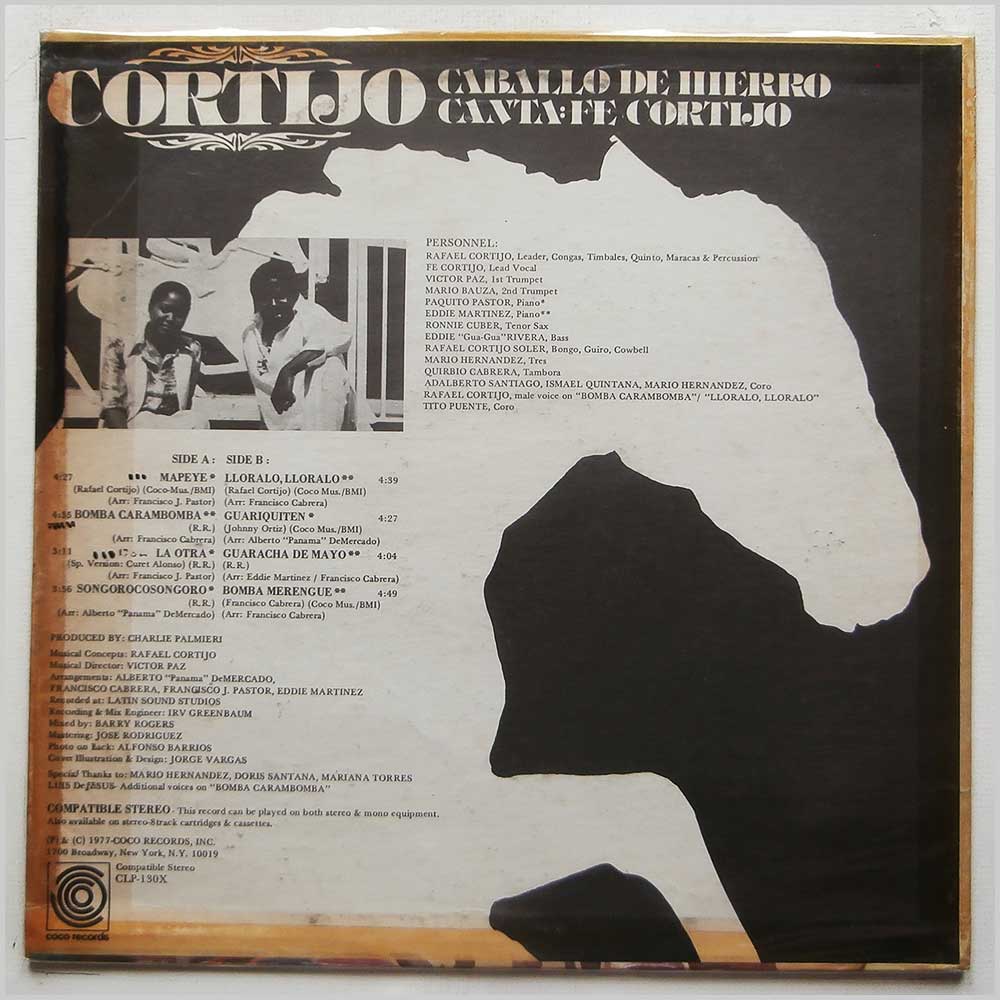 CORTIJO
CABALLO DE HIERRO
CANTA: FE CORTIJO
PERSONNEL:
RAFAEL CORTIJO, Leader, Congas, Timbales, Quinto, Maracas & Percussion
FE CORTIJO, Lead Vocal
VICTOR PAZ, 1st Trumpet
MARIO BAUZA, 2nd Trumpet
PAQUITO PASTOR, Piano*
EDDIE MARTINEZ, Piano**
RONNIE CUBER, Tenor Sax
EDDIE "Gua-Gua" RIVERA, Bass
RAFAEL CORTIJO SOLER, Bongo, Guiro, Cowbell
MARIO HERNANDEZ, Tres
QUIRBIO CABRERA, Tambora
ADALBERTO SANTIAGO, ISMAEL QUINTANA, MARIO HERNANDEZ, Coro
RAFAEL CORTIJO, male voice on "BOMBA CARAMBOMBA"/ "LLORALO, LLORALO"
TITO PUENTE, Coro
SIDE A:
4:27 MAPEYE*
(Rafael Cortijo) (Coco-Mus./BMI)
(Arr: Francisco J. Pastor)
4:35 BOMBA CARAMBOMBA**
(R.R.)
(Arr: Francisco Cabrera)
3:11 LA OTRA*
(Sp. Version: Curet Alonso) (R.R.)
(Arr: Francisco J. Pastor)
3:56 SONGOROCOSONGORO*
(R.R.)
(Arr: Alberto "Panama" DeMercado)
SIDE B:
LLORALO, LLORALO** 4:39
(Rafael Cortijo) (Coco Mus./BMI)
(Arr: Francisco Cabrera)
GUARIQUITEN* 4:27
(Johnny Ortiz) (Coco Mus./BMI)
(Arr: Alberto "Panama" DeMercado)
GUARACHA DE MAYO** 4:04
(R.R.)
(Arr: Eddie Martinez / Francisco Cabrera)
BOMBA MERENGUE** 4:49
(Francisco Cabrera) (Coco Mus./BMI)
(Arr: Francisco Cabrera)
PRODUCED BY: CHARLIE PALMIERI
Musical Concepts: RAFAEL CORTIJO
Musical Director: VICTOR PAZ
Arrangements: ALBERTO "Panama" DeMERCADO,
FRANCISCO CABRERA, FRANCISCO J. PASTOR, EDDIE MARTINEZ
Recorded at: LATIN SOUND STUDIOS
Recording & Mix Engineer: IRV GREENBAUM
Mixed by: BARRY ROGERS
Mastering: JOSE RODRIGUEZ
Photo on Back: ALFONSO BARRIOS
Cover Illustration & Design: JORGE VARGAS
Special Thanks to: MARIO HERNANDEZ, DORIS SANTANA, MARIANA TORRES
LUIS DeJESUS- Additional voices on "BOMBA CARAMBOMBA"
COMPATIBLE STEREO - This record can be played on both stereo & mono equipment.
Also available on stereo-8track cartridges & cassettes.
(P) & (C) 1977-COCO RECORDS, INC.
1700 Broadway, New York, N.Y. 10019
Compatible Stereo
CLP-130X
coco records